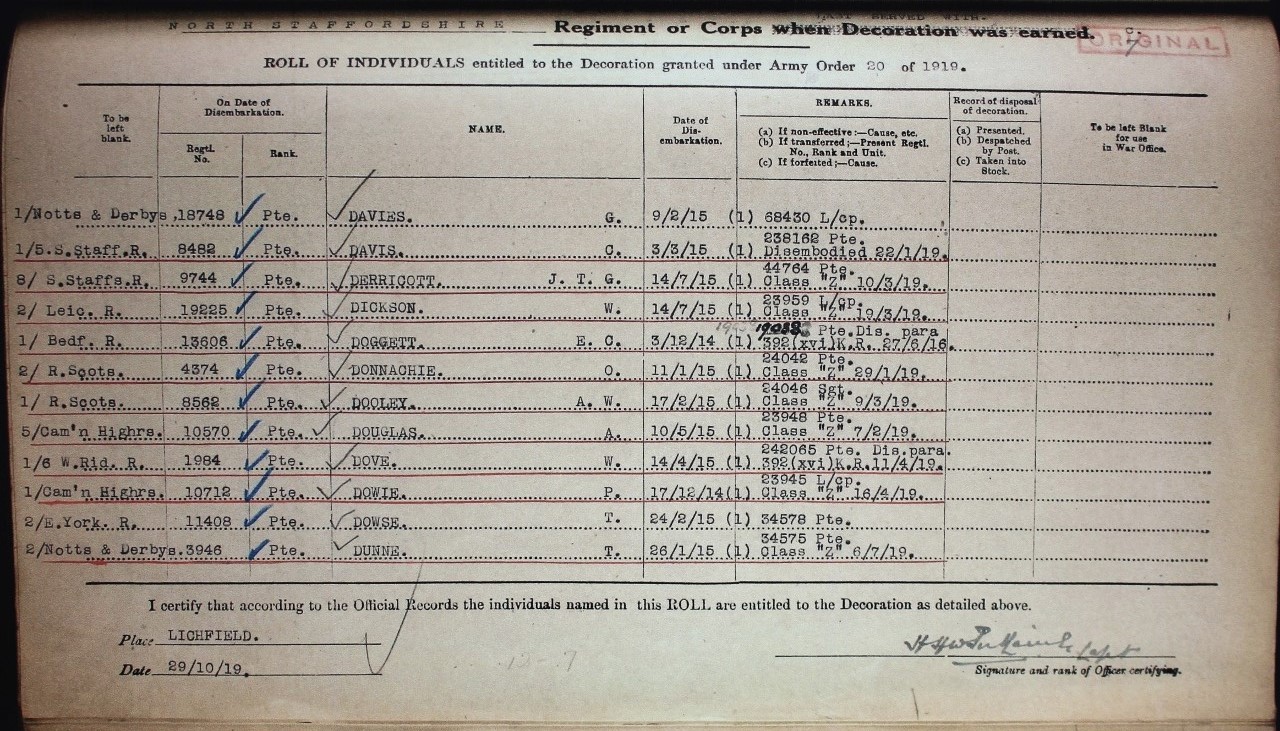 LAST SERVED WITH.
NORTH STAFFORDSHIRE Regiment or Corps when Decoration was earned.
ORIGINAL
ROLL OF INDIVIDUALS entitled to the Decoration granted under Army Order 20 of 1919.
To be left blank.
On Date of Disembarkation.
Regtl. No.
Rank.
NAME.
Date of Dis-embarkation.
REMARKS.
(a) If non-effective:—Cause, etc.
(b) If transferred;—Present Regtl. No., Rank and Unit.
(c) If forfeited;—Cause.
Record of disposal of decoration.
(a) Presented.
(b) Despatched by Post.
(c) Taken into Stock.
To be left Blank for use in War Office.
1/Notts & Derbys. 18748 Pte. DAVIES. G. 9/2/15 (1) 68430 L/cp.
1/5.S.Staff.R. 8482 Pte. DAVIS. C. 3/3/15 (1) 238162 Pte. Disembodied 22/1/19.
8/ S.Staffs.R. 9744 Pte. DERRICOTT. J. T. G. 14/7/15 (1) 44764 Pte. Class "Z" 10/3/19.
2/ Leic. R. 19225 Pte. DICKSON. W. 14/7/15 (1) 23959 L/cp. Class "Z" 19/3/19.
1/ Bedf. R. 13606 Pte. DOGGETT. E. C. 3/12/14 (1) Pte.Dis. para 392(xvi)K.R. 27/6/16.
2/ R.Scots. 4374 Pte. DONNACHIE. O. 11/1/15 (1) 24042 Pte. Class "Z" 29/1/19.
1/ R.Scots. 8562 Pte. DOOLEY. A. W. 17/2/15 (1) 24046 Sgt. Class "Z" 9/3/19.
5/Cam'n Highrs. 10570 Pte. DOUGLAS. A. 10/5/15 (1) 23948 Pte. Class "Z" 7/2/19.
1/6 W.Rid. R. 1984 Pte. DOVE. W. 14/4/15 (1) 242065 Pte. Dis.para. 392(xvi)K.R.11/4/19.
1/Cam'n Highrs. 10712 Pte. DOWIE. P. 17/12/14(1) 23945 L/cp. Class "Z" 16/4/19.
2/E.York. R. 11408 Pte. DOWSE. T. 24/2/15 (1) 34578 Pte.
2/Notts & Derbys. 3946 Pte. DUNNE. T. 26/1/15 (1) 34575 Pte. Class "Z" 6/7/19.
I certify that according to the Official Records the individuals named in this ROLL are entitled to the Decoration as detailed above.
Place LICHFIELD.
Date 29/10/19.
Signature and rank of Officer certifying.